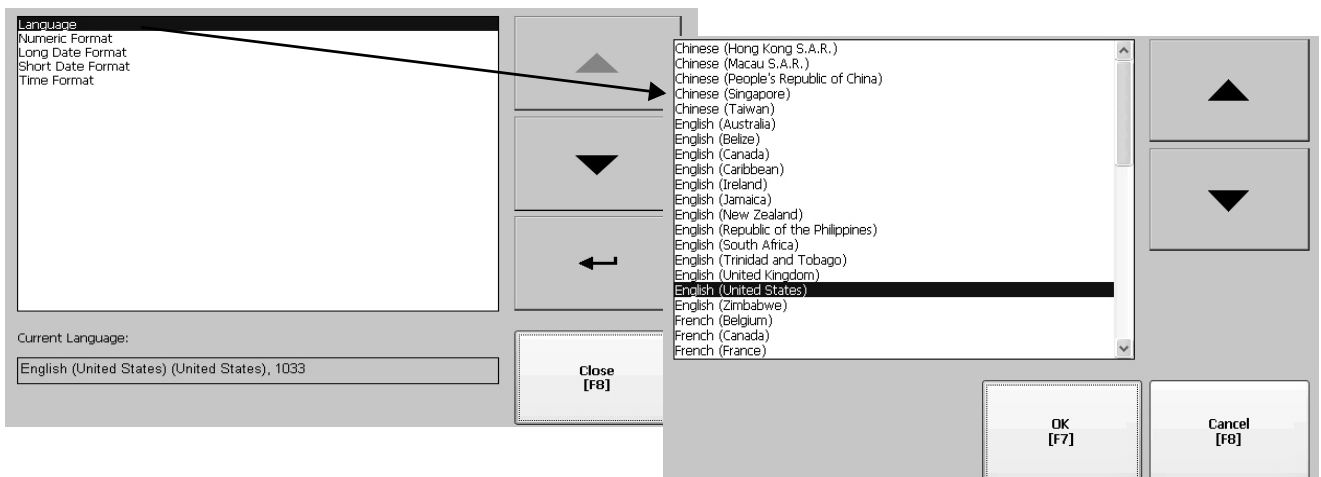 Language
Numeric Format
Long Date Format
Short Date Format
Time Format
Current Language:
English (United States) (United States), 1033
Close
[F8]
Chinese (Hong Kong S.A.R.)
Chinese (Macau S.A.R.)
Chinese (People's Republic of China)
Chinese (Singapore)
Chinese (Taiwan)
English (Australia)
English (Belize)
English (Canada)
English (Caribbean)
English (Ireland)
English (Jamaica)
English (New Zealand)
English (Republic of the Philippines)
English (South Africa)
English (Trinidad and Tobago)
English (United Kingdom)
English (United States)
English (Zimbabwe)
French (Belgium)
French (Canada)
French (France)
OK
[F7]
Cancel
[F8]